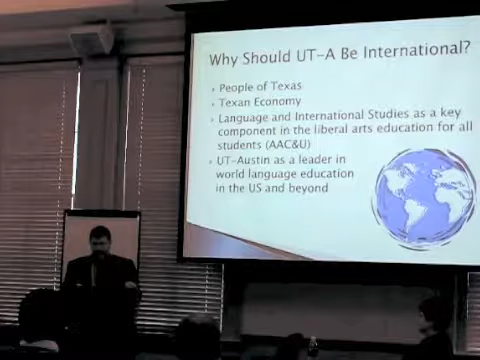 Why Should UT-A Be International?
People of Texas
Texan Economy
Language and International Studies as a key
component in the liberal arts education for all
students (AAC&U)
UT-Austin as a leader in
world language education
in the US and beyond